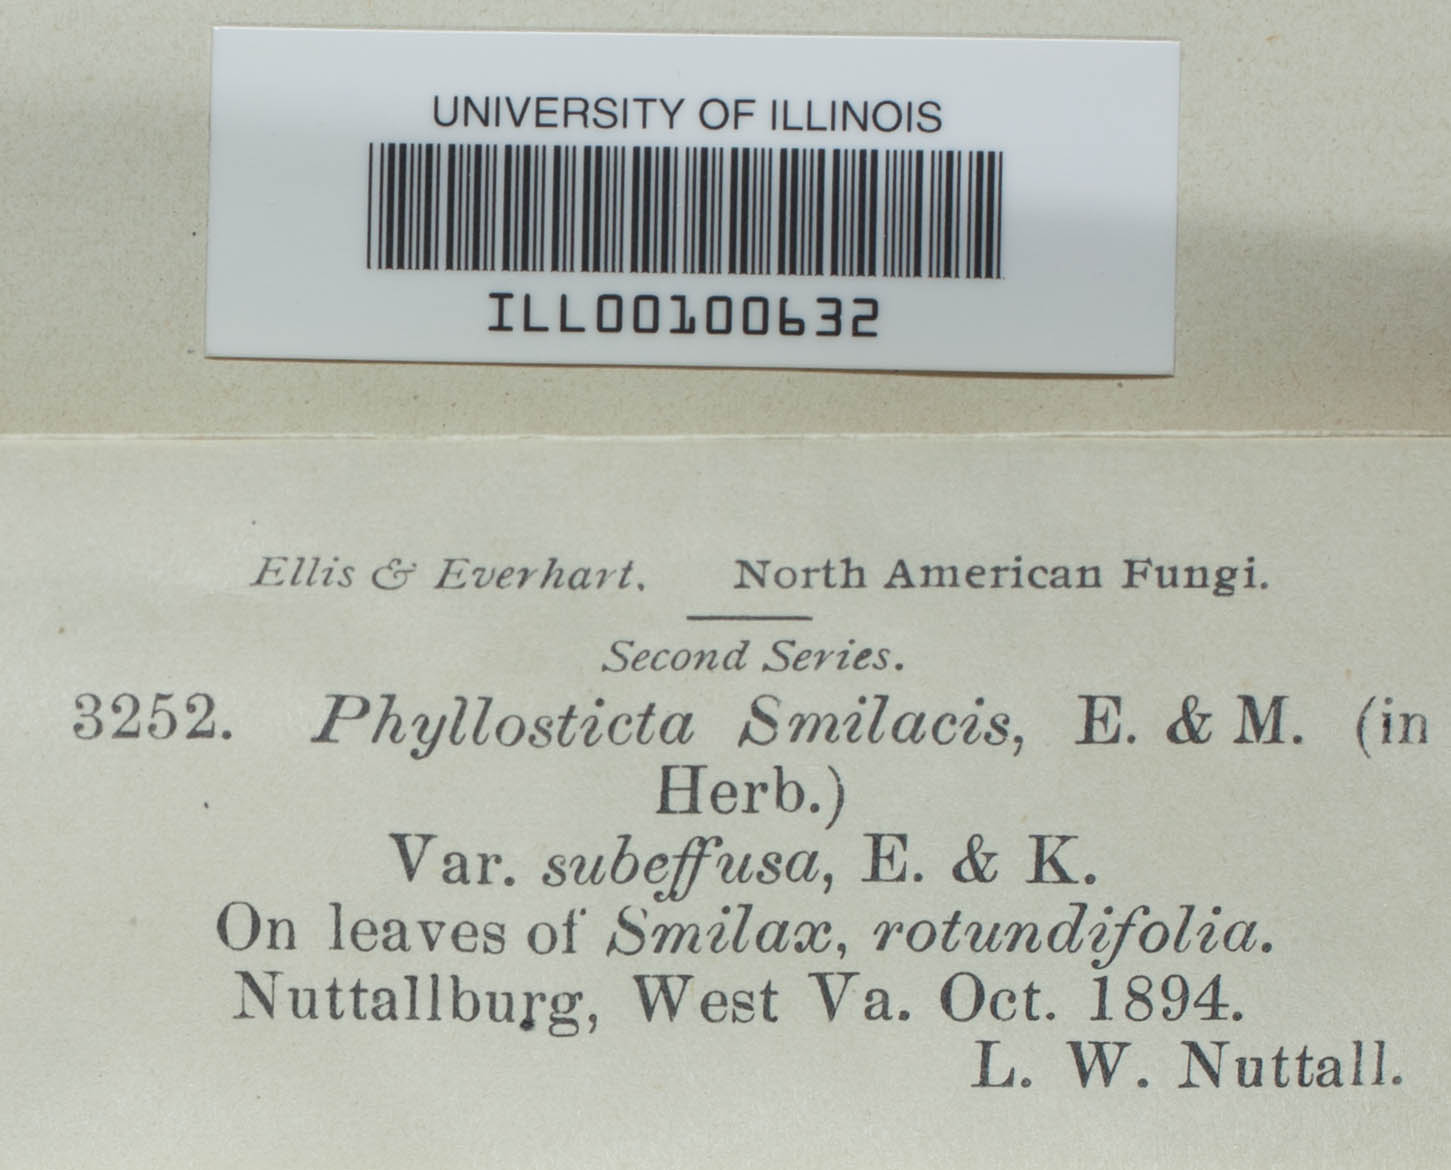 UNIVERSITY OF ILLINOIS
ILL00100632
Ellis & Everhart. North American Fungi.
Second Series.
3252. Phyllosticta Smilacis, E. & M. (in
Herb.)
Var. subeffusa, E. & K.
On leaves of Smilax, rotundifolia.
Nuttallburg, West Va. Oct. 1894.
L. W. Nuttall.